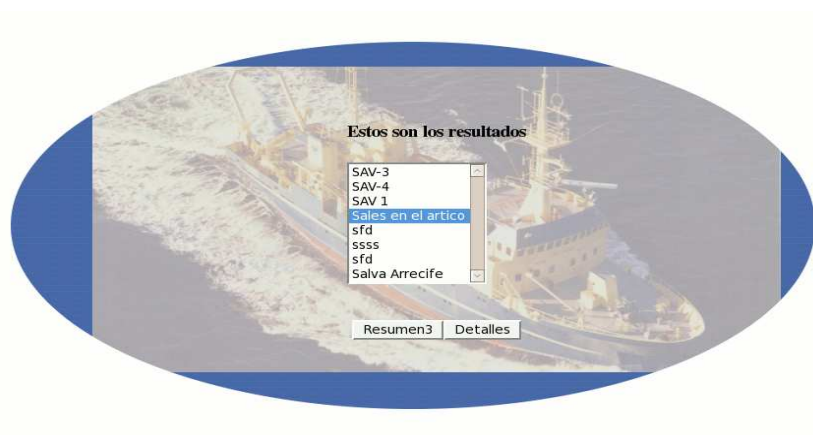 Estos son los resultados
SAV-3
SAV-4
SAV 1
Sales en el artico
sfd
ssss
sfd
Salva Arrecife
Resumen3 Detalles